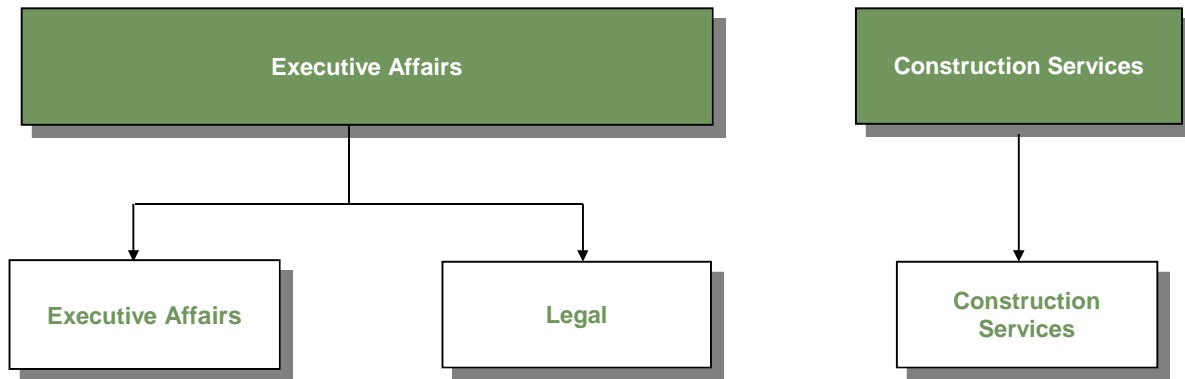 Executive Affairs
Construction Services
Executive Affairs
Legal
Construction
Services